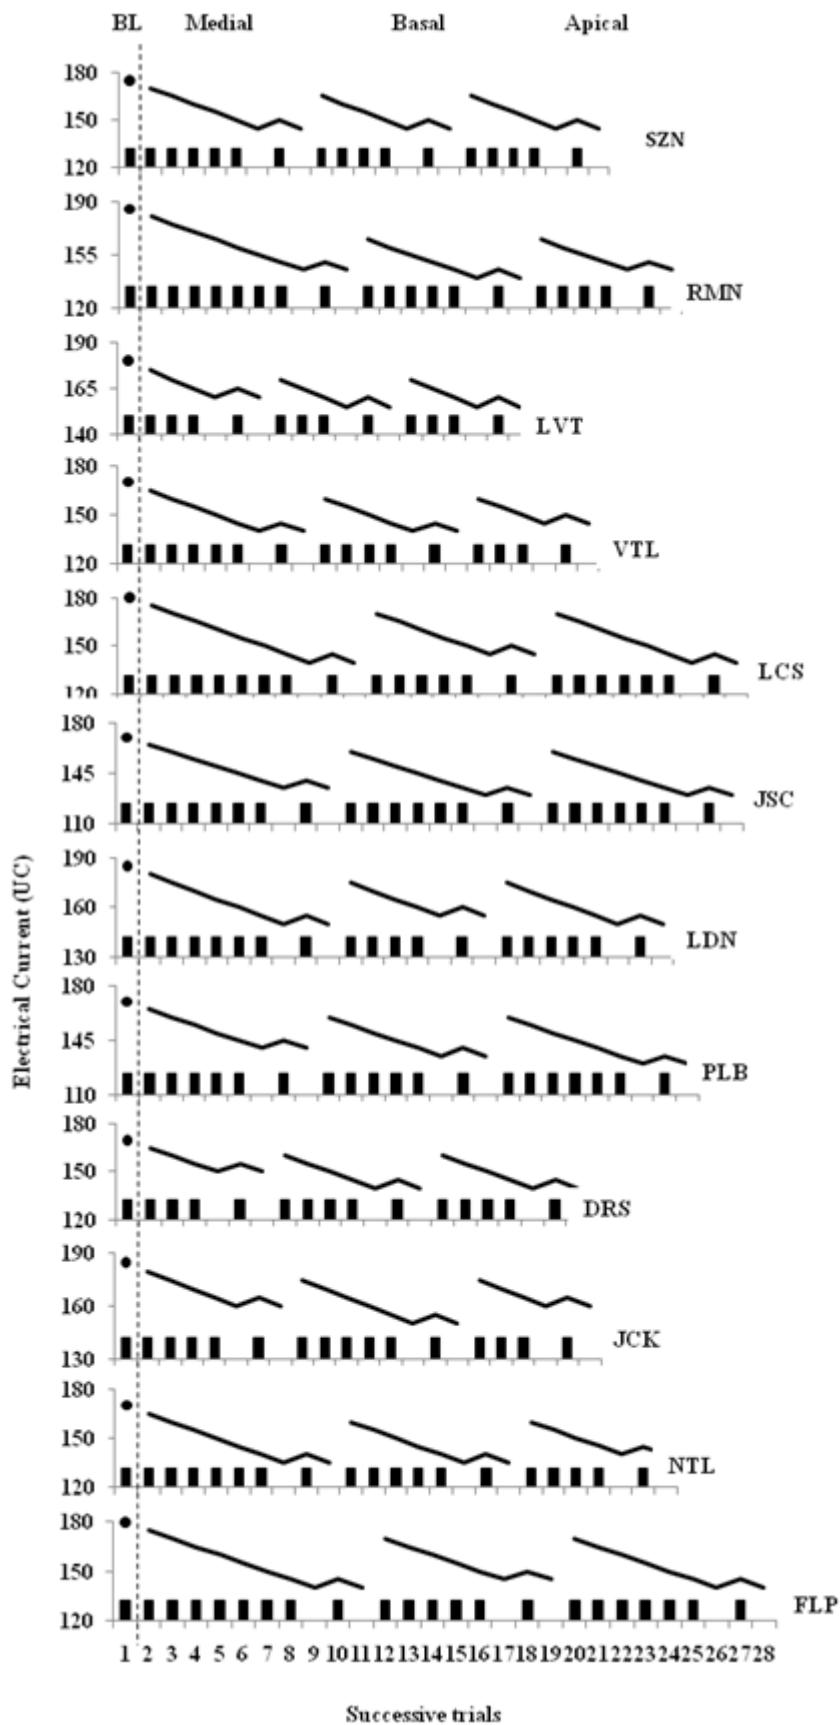 BL Medial Basal Apical
180
150
120
SZN
190
155
120
RMN
190
165
140
LVT
180
150
120
VTL
180
150
120
LCS
180
145
110
JSC
190
160
130
LDN
180
145
110
PLB
180
150
120
DRS
190
160
130
JCK
180
150
120
NTL
180
150
120
FLP
1 2 3 4 5 6 7 8 9 10 11 12 13 14 15 16 17 18 19 20 21 22 23 24 25 26 27 28
Electrical Current (UC)
Successive trials